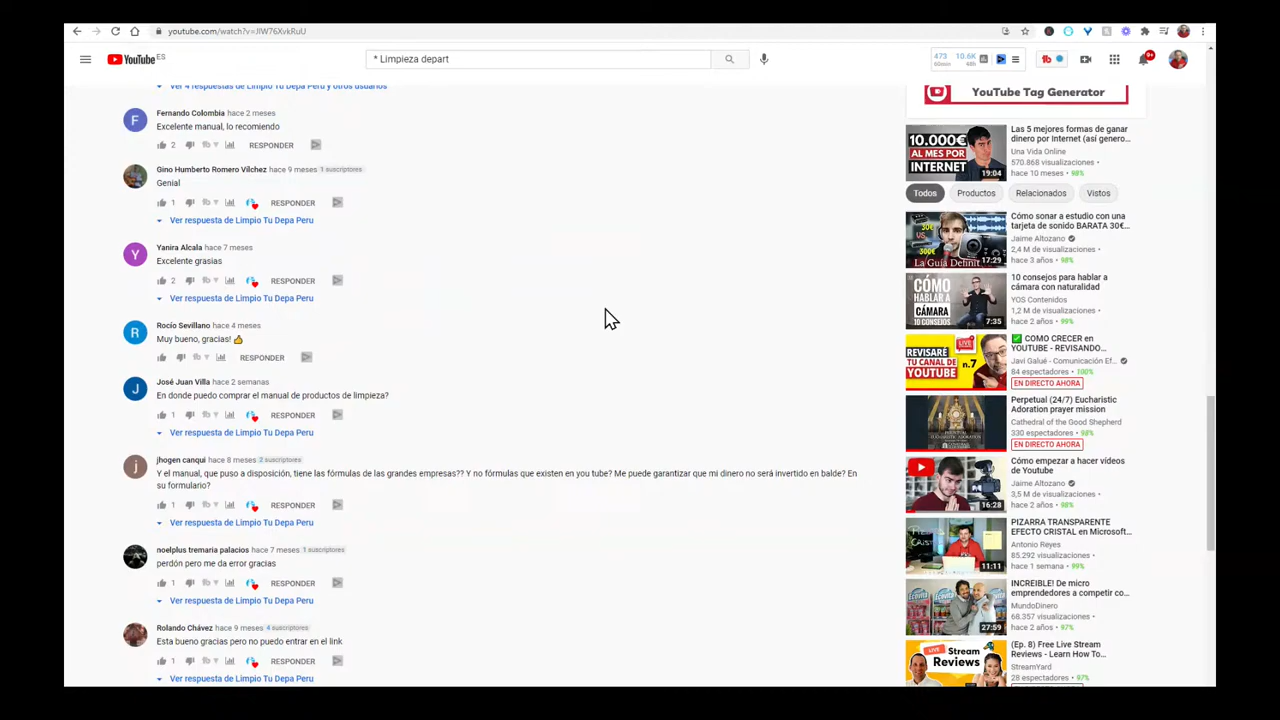 youtube.com/watch?v=JIW76XvkRuU
YouTube ES
* Limpieza depart
473 10.6K
60min 48h
9+
Ver 4 respuestas de Limpio Tu Depa Peru y otros usuarios
Fernando Colombia hace 2 meses
Excelente manual, lo recomiendo
2 RESPONDER
Gino Humberto Romero Vilchez hace 9 meses 1 suscriptores
Genial
1 RESPONDER
Ver respuesta de Limpio Tu Depa Peru
Yanira Alcala hace 7 meses
Excelente grasias
2 RESPONDER
Ver respuesta de Limpio Tu Depa Peru
Rocío Sevillano hace 4 meses
Muy bueno, gracias! 👍
RESPONDER
José Juan Villa hace 2 semanas
En donde puedo comprar el manual de productos de limpieza?
1 RESPONDER
Ver respuesta de Limpio Tu Depa Peru
jhogen canqui hace 8 meses 2 suscriptores
Y el manual, que puso a disposición, tiene las fórmulas de las grandes empresas?? Y no fórmulas que existen en you tube? Me puede garantizar que mi dinero no será invertido en balde? En
su formulario?
1 RESPONDER
Ver respuesta de Limpio Tu Depa Peru
noelplus tremaria palacios hace 7 meses 1 suscriptores
perdón pero me da error gracias
1 RESPONDER
Ver respuesta de Limpio Tu Depa Peru
Rolando Chávez hace 9 meses 4 suscriptores
Esta bueno gracias pero no puedo entrar en el link
1 RESPONDER
Ver respuesta de Limpio Tu Depa Peru
YouTube Tag Generator
10.000€
AL MES POR
INTERNET
19:04
Las 5 mejores formas de ganar
dinero por Internet (así genero...
Una Vida Online
570.868 visualizaciones •
hace 10 meses • 98%
Todos Productos Relacionados Vistos
30€
US
300€
La Guía Definit
17:29
Cómo sonar a estudio con una
tarjeta de sonido BARATA 30€...
Jaime Altozano
2,4 M de visualizaciones •
hace 3 años • 98%
CÓMO
HABLAR A
CÁMARA
10 CONSEJOS
7:35
10 consejos para hablar a
cámara con naturalidad
YOS Contenidos
1,2 M de visualizaciones •
hace 2 años • 99%
REVISARÉ
TU CANAL DE
YOUTUBE n.7
LIVE
✅ COMO CRECER en
YOUTUBE - REVISANDO...
Javi Galué - Comunicación Ef...
84 espectadores • 100%
EN DIRECTO AHORA
Perpetual (24/7) Eucharistic
Adoration prayer mission
Cathedral of the Good Shepherd
330 espectadores • 98%
EN DIRECTO AHORA
16:28
Cómo empezar a hacer vídeos
de Youtube
Jaime Altozano
3,5 M de visualizaciones •
hace 2 años • 98%
11:11
PIZARRA TRANSPARENTE
EFECTO CRISTAL en Microsoft...
Antonio Reyes
85.292 visualizaciones •
hace 1 semana • 99%
27:59
INCREIBLE! De micro
emprendedores a competir co...
MundoDinero
68.357 visualizaciones •
hace 2 años • 97%
LIVE
Stream
Reviews
(Ep. 8) Free Live Stream
Reviews - Learn How To...
StreamYard
28 espectadores • 97%